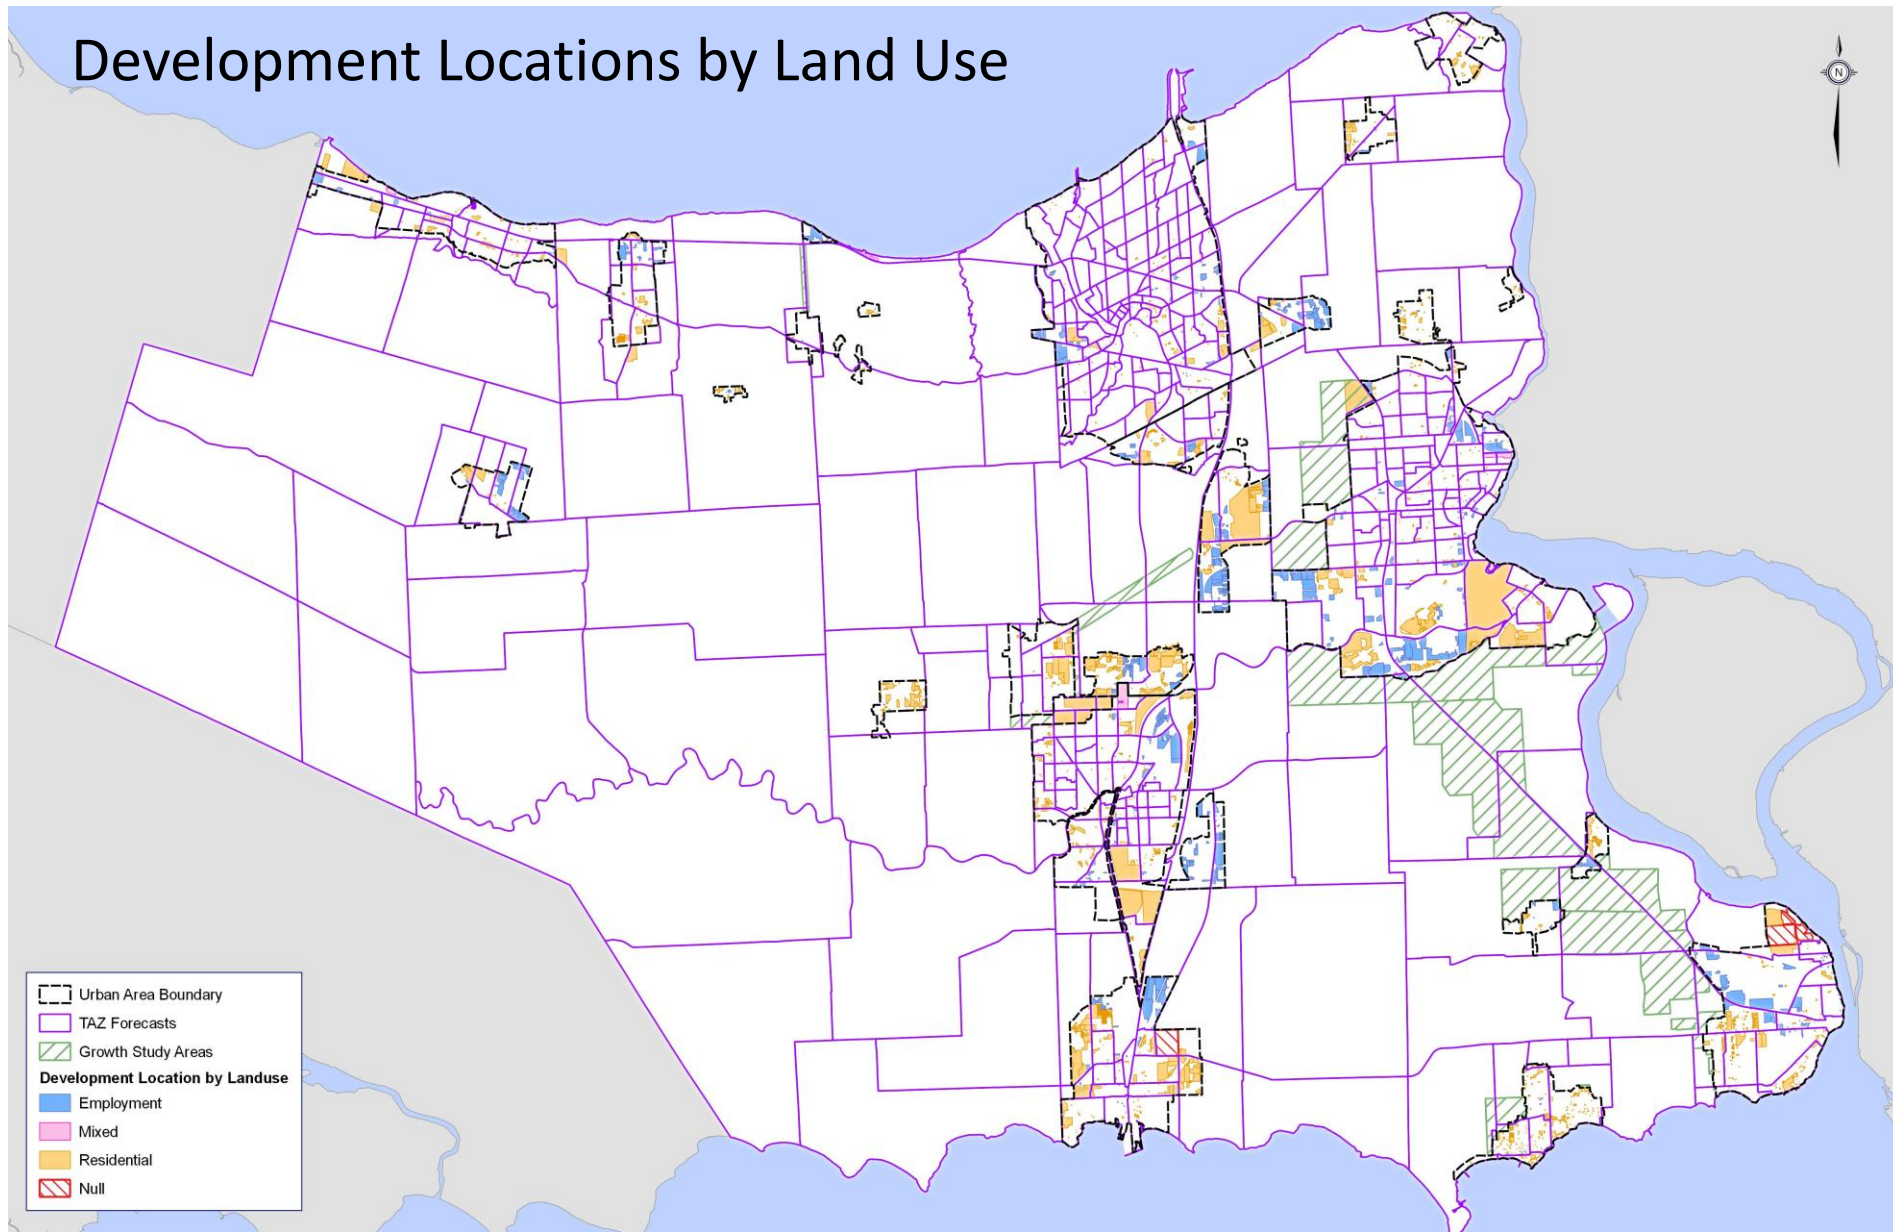 Development Locations by Land Use
N
Urban Area Boundary
TAZ Forecasts
Growth Study Areas
Development Location by Landuse
Employment
Mixed
Residential
Null